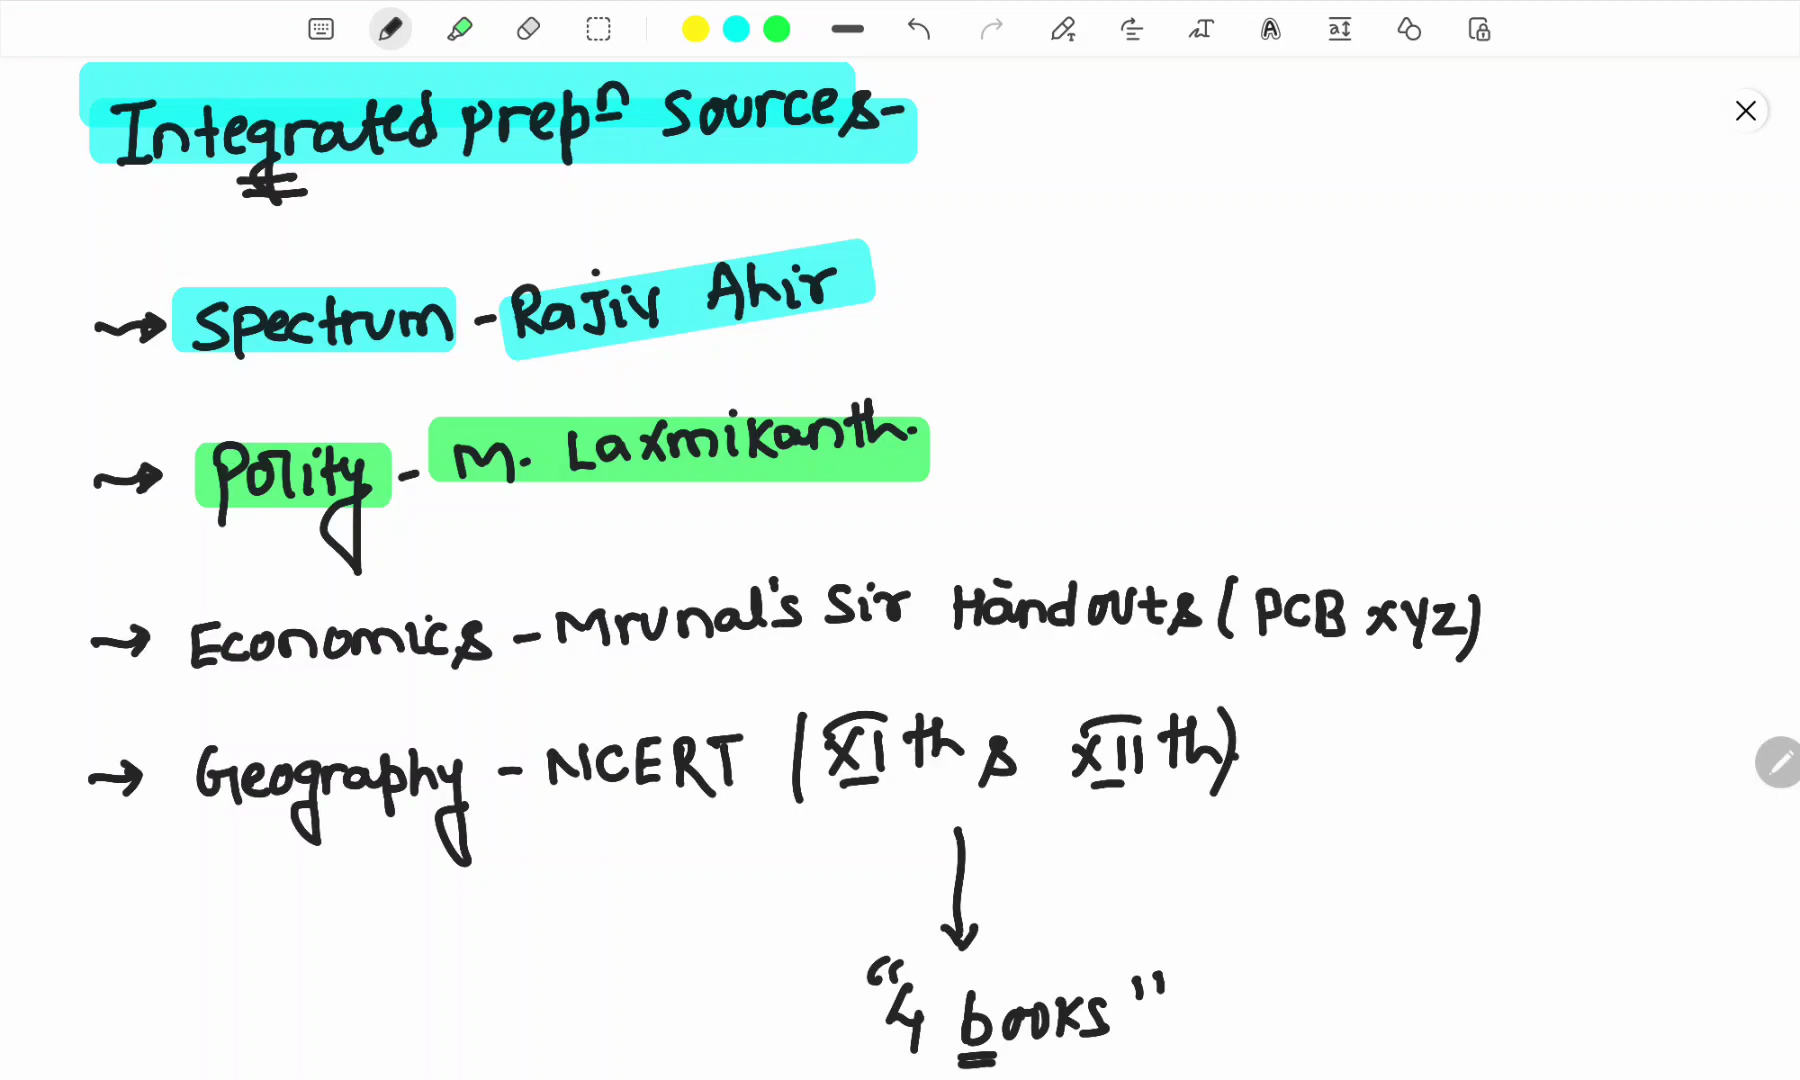 Integrated prepⁿ sources-
→ Spectrum - Rajiv Ahir
→ Polity - M. Laxmikanth.
→ Economics - Mrunal's Sir Handouts (PCB xyz)
→ Geography - NCERT (XIth & XIIth)
↓
"4 books"